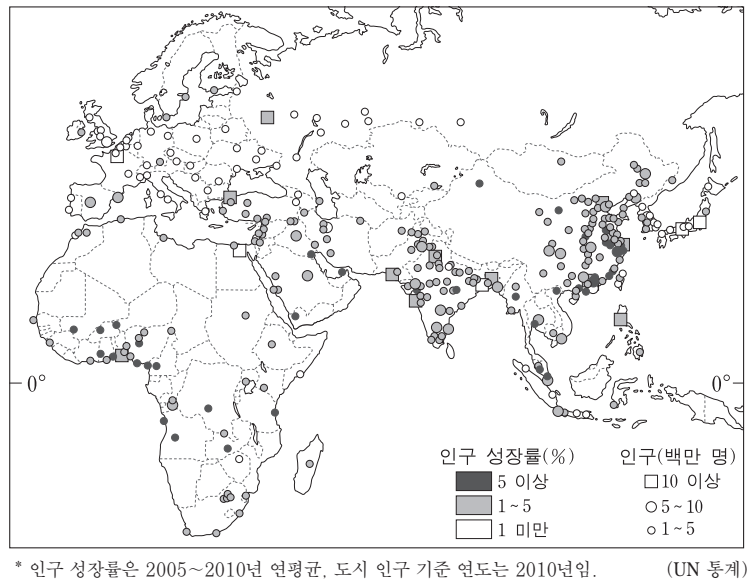 0°
0°
인구 성장률(%)
5 이상
1~5
1 미만
인구(백만 명)
10 이상
5~10
1~5
* 인구 성장률은 2005~2010년 연평균, 도시 인구 기준 연도는 2010년임.
(UN 통계)